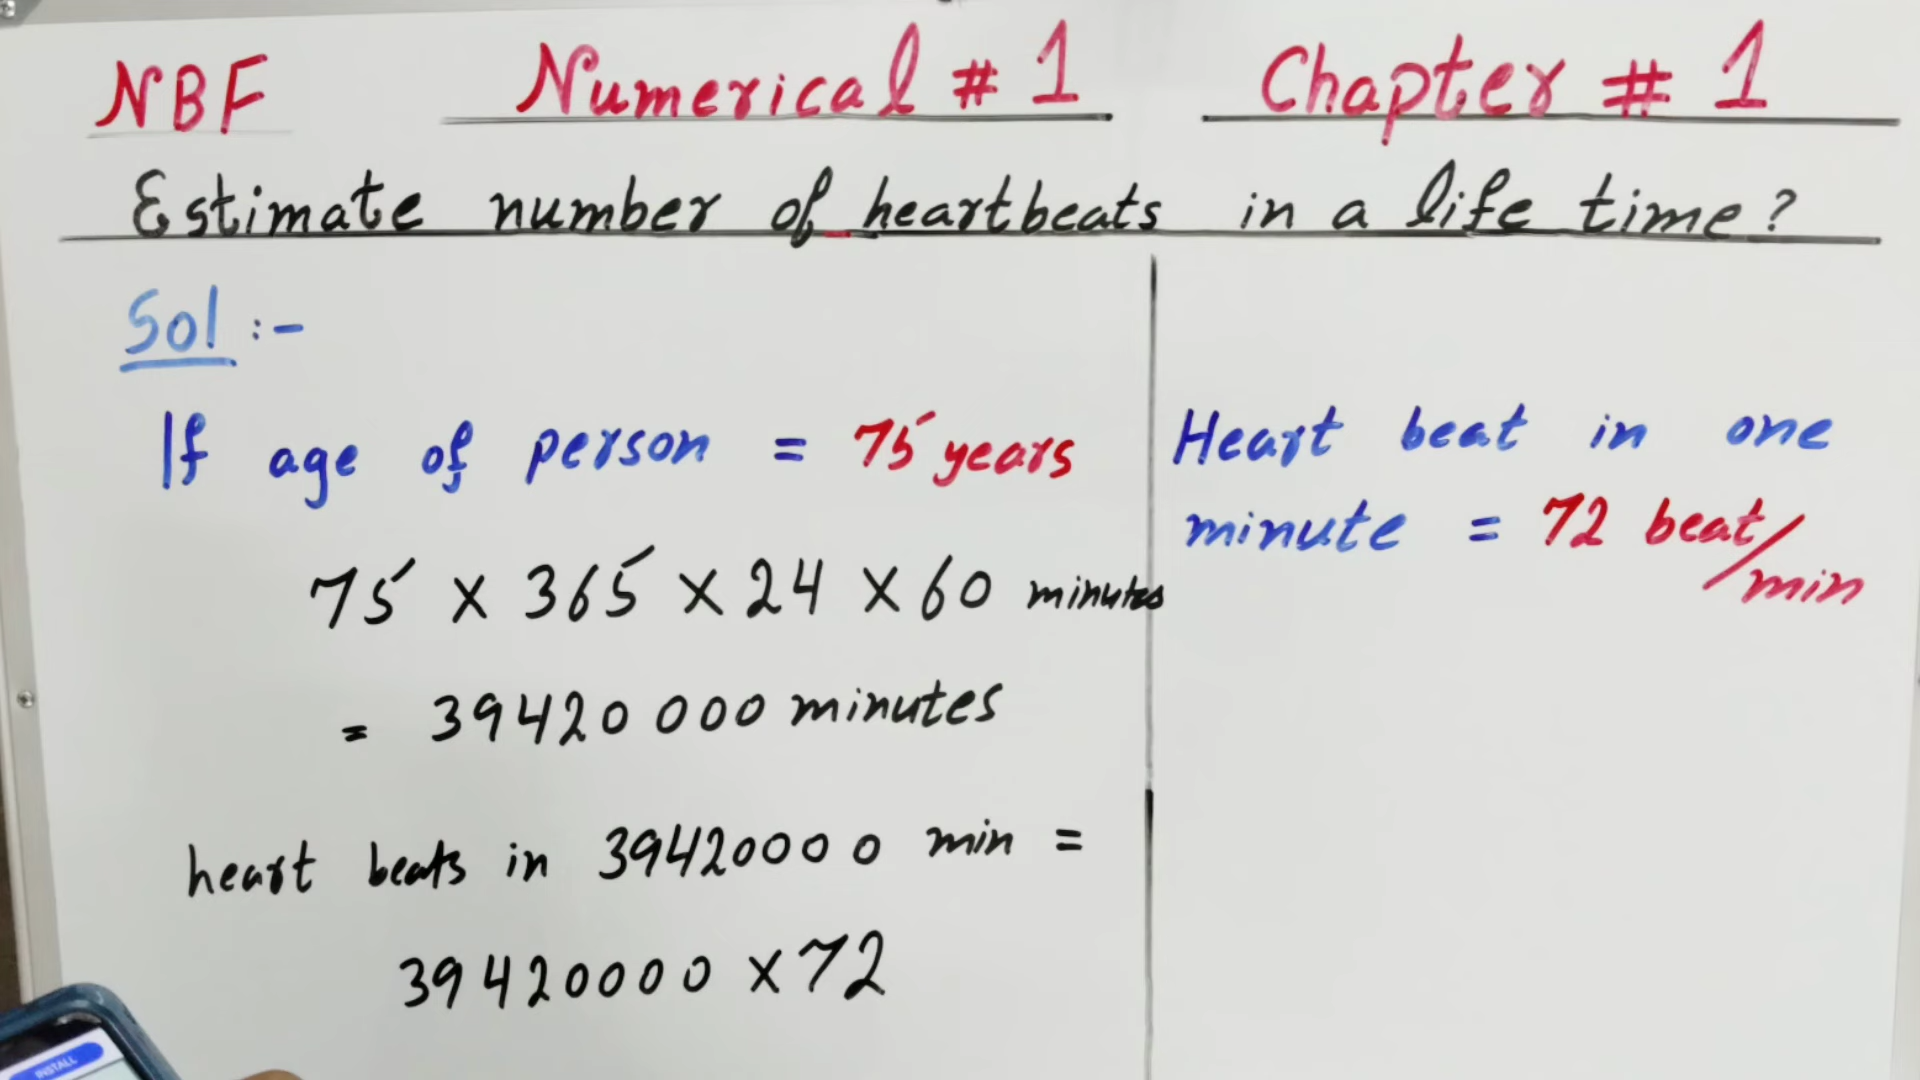 NBF Numerical # 1 Chapter # 1
Estimate number of heartbeats in a life time?
Sol :-
If age of person = 75 years
75 x 365 x 24 x 60 minutes
= 39420 000 minutes
heart beats in 39420000 min =
39420000 x 72
Heart beat in one
minute = 72 beat/min
INSTALL